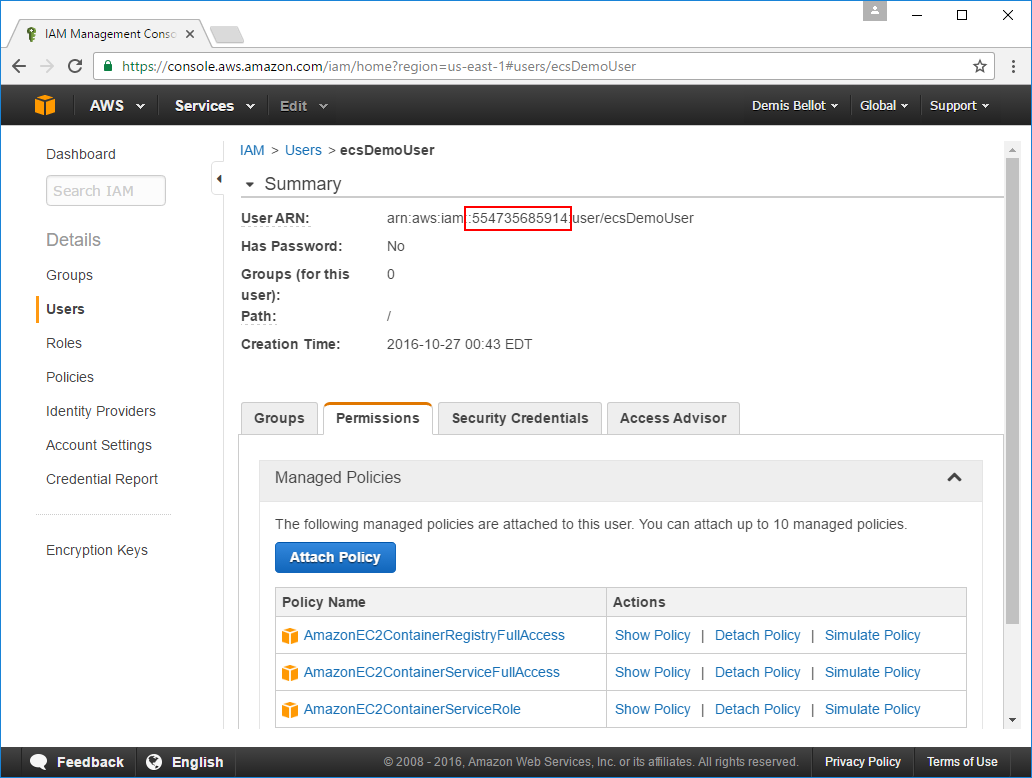 IAM Management Conso
https://console.aws.amazon.com/iam/home?region=us-east-1#users/ecsDemoUser
AWS Services Edit Demis Bellot Global Support
Dashboard
Search IAM
Details
Groups
Users
Roles
Policies
Identity Providers
Account Settings
Credential Report
Encryption Keys
IAM > Users > ecsDemoUser
Summary
User ARN: arn:aws:iam::554735685914:user/ecsDemoUser
Has Password: No
Groups (for this user): 0
Path: /
Creation Time: 2016-10-27 00:43 EDT
Groups Permissions Security Credentials Access Advisor
Managed Policies
The following managed policies are attached to this user. You can attach up to 10 managed policies.
Attach Policy
Policy Name Actions
AmazonEC2ContainerRegistryFullAccess Show Policy | Detach Policy | Simulate Policy
AmazonEC2ContainerServiceFullAccess Show Policy | Detach Policy | Simulate Policy
AmazonEC2ContainerServiceRole Show Policy | Detach Policy | Simulate Policy
Feedback English © 2008 - 2016, Amazon Web Services, Inc. or its affiliates. All rights reserved. Privacy Policy Terms of Use